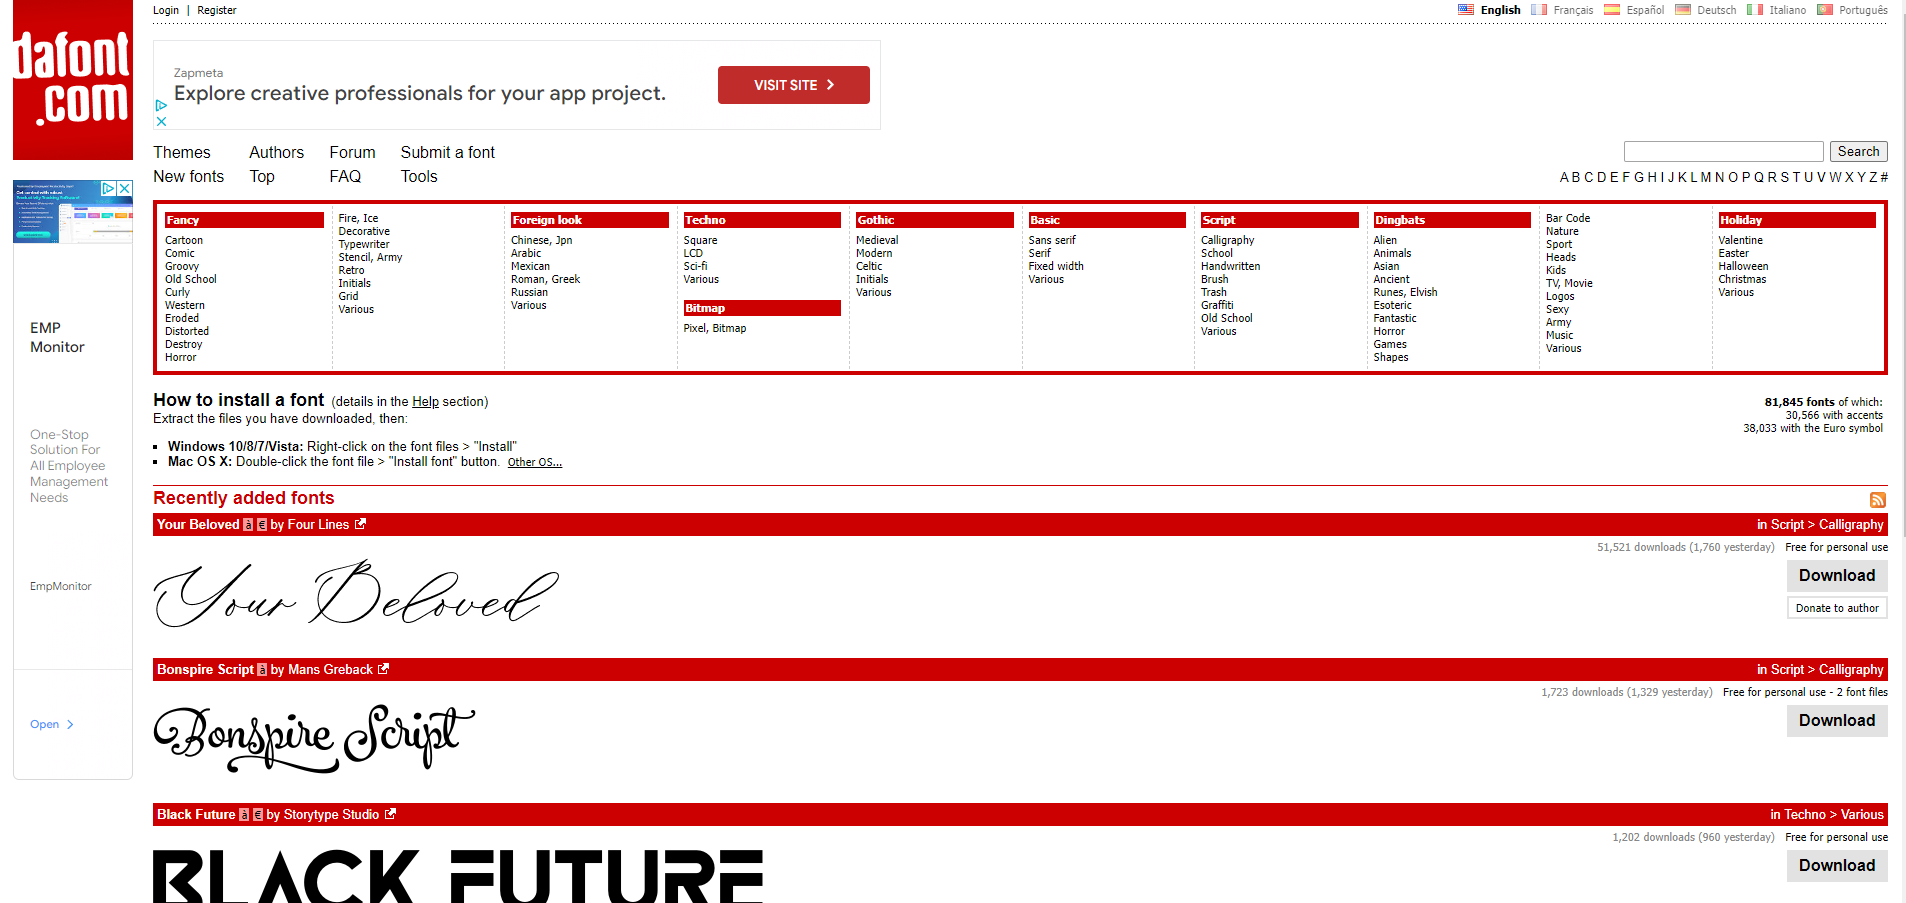 dafont
.com
Login | Register
English Français Español Deutsch Italiano Português
Zapmeta
Explore creative professionals for your app project.
VISIT SITE
Themes Authors Forum Submit a font
New fonts Top FAQ Tools
Search
A B C D E F G H I J K L M N O P Q R S T U V W X Y Z #
Fancy
Cartoon
Comic
Groovy
Old School
Curly
Western
Eroded
Distorted
Destroy
Horror
Fire, Ice
Decorative
Typewriter
Stencil, Army
Retro
Initials
Grid
Various
Foreign look
Chinese, Jpn
Arabic
Mexican
Roman, Greek
Russian
Various
Techno
Square
LCD
Sci-fi
Various
Bitmap
Pixel, Bitmap
Gothic
Medieval
Modern
Celtic
Initials
Various
Basic
Sans serif
Serif
Fixed width
Various
Script
Calligraphy
School
Handwritten
Brush
Trash
Graffiti
Old School
Various
Dingbats
Alien
Animals
Asian
Ancient
Runes, Elvish
Esoteric
Fantastic
Horror
Games
Shapes
Bar Code
Nature
Sport
Heads
Kids
TV, Movie
Logos
Sexy
Army
Music
Various
Holiday
Valentine
Easter
Halloween
Christmas
Various
EMP
Monitor
One-Stop
Solution For
All Employee
Management
Needs
EmpMonitor
Open
How to install a font (details in the Help section)
Extract the files you have downloaded, then:
Windows 10/8/7/Vista: Right-click on the font files > "Install"
Mac OS X: Double-click the font file > "Install font" button. Other OS...
81,845 fonts of which:
30,566 with accents
38,033 with the Euro symbol
Recently added fonts
Your Beloved à € by Four Lines in Script > Calligraphy
51,521 downloads (1,760 yesterday) Free for personal use
Your Beloved
Download
Donate to author
Bonspire Script à by Mans Greback in Script > Calligraphy
1,723 downloads (1,329 yesterday) Free for personal use - 2 font files
Bonspire Script
Download
Black Future à € by Storytype Studio in Techno > Various
1,202 downloads (960 yesterday) Free for personal use
BLACK FUTURE
Download